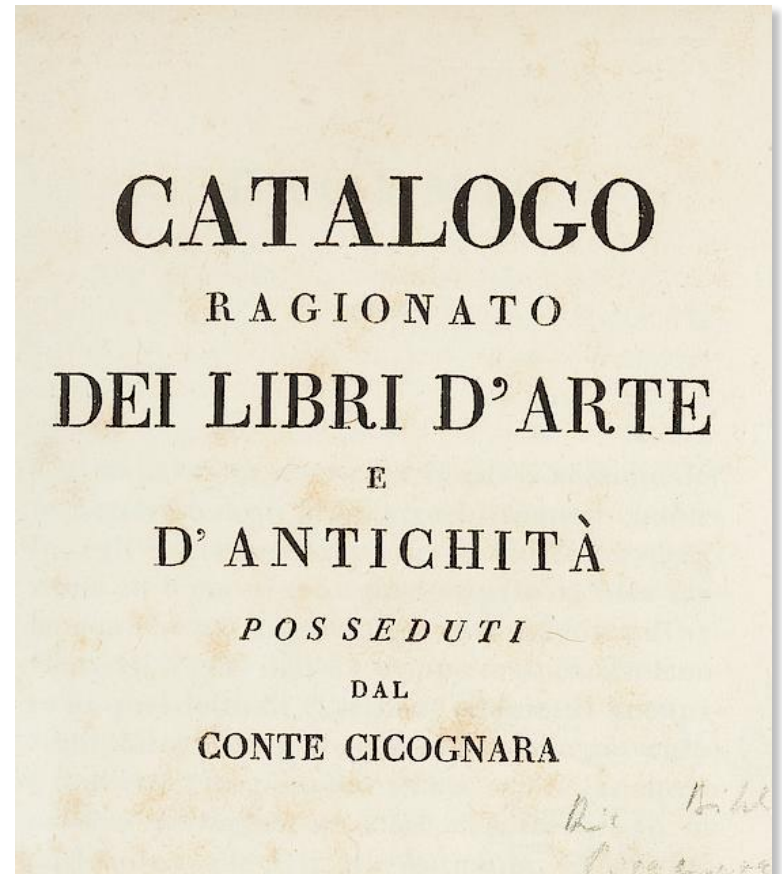 CATALOGO
RAGIONATO
DEI LIBRI D'ARTE
E
D'ANTICHITÀ
POSSEDUTI
DAL
CONTE CICOGNARA